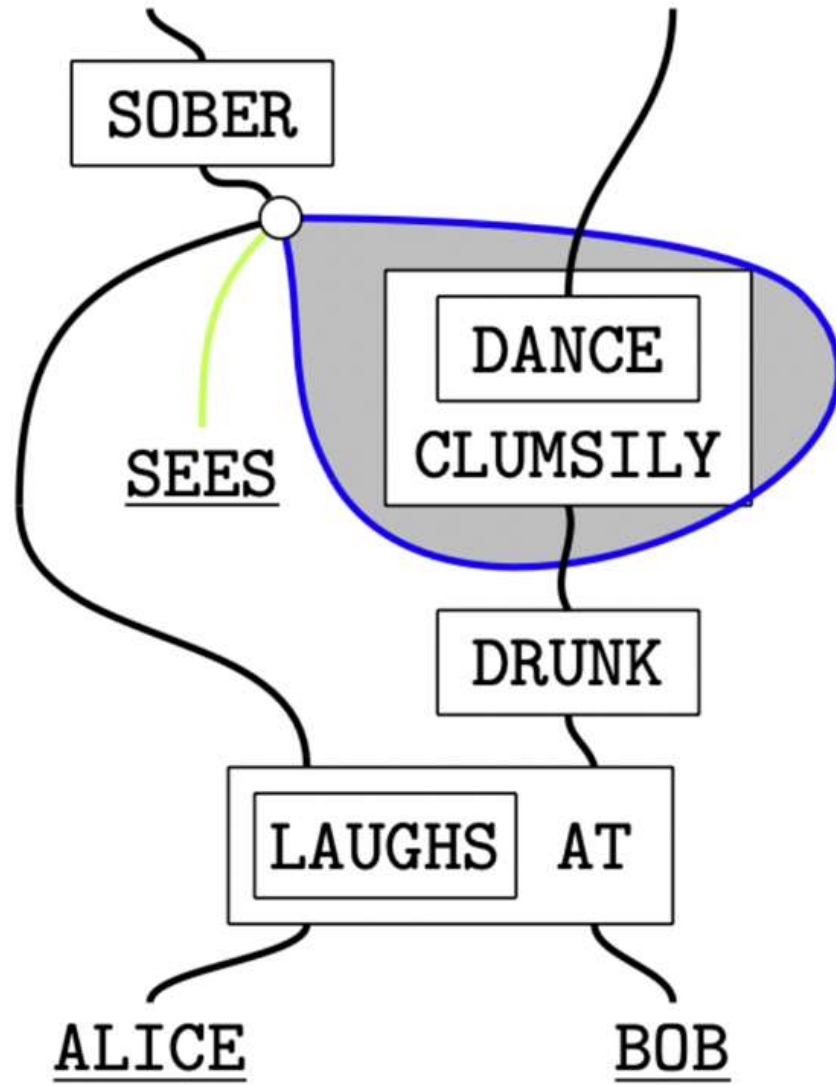 SOBER
DANCE
CLUMSILY
SEES
DRUNK
LAUGHS AT
ALICE BOB